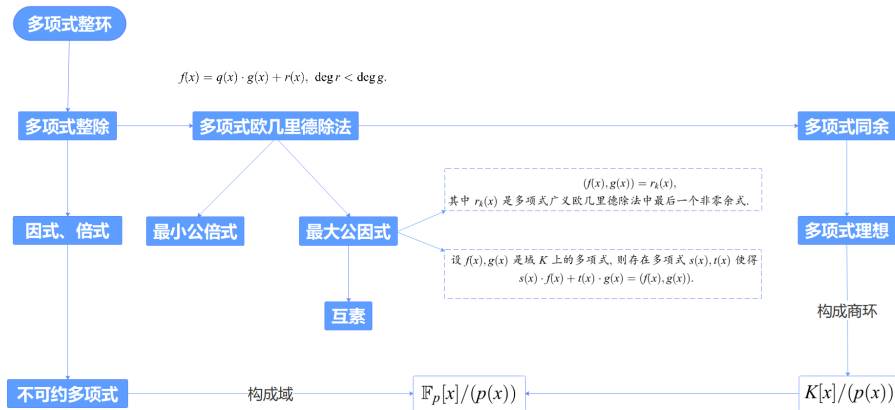 多项式整环
f(x) = q(x) · g(x) + r(x), deg r < deg g.
多项式整除
多项式欧几里德除法
多项式同余
(f(x), g(x)) = r_k(x),
其中 r_k(x) 是多项式广义欧几里德除法中最后一个非零余式.
因式、倍式
最小公倍式
最大公因式
多项式理想
设 f(x), g(x) 是域 K 上的多项式, 则存在多项式 s(x), t(x) 使得
s(x) · f(x) + t(x) · g(x) = (f(x), g(x)).
互素
构成商环
不可约多项式
构成域
𝔽_p[x]/(p(x))
K[x]/(p(x))